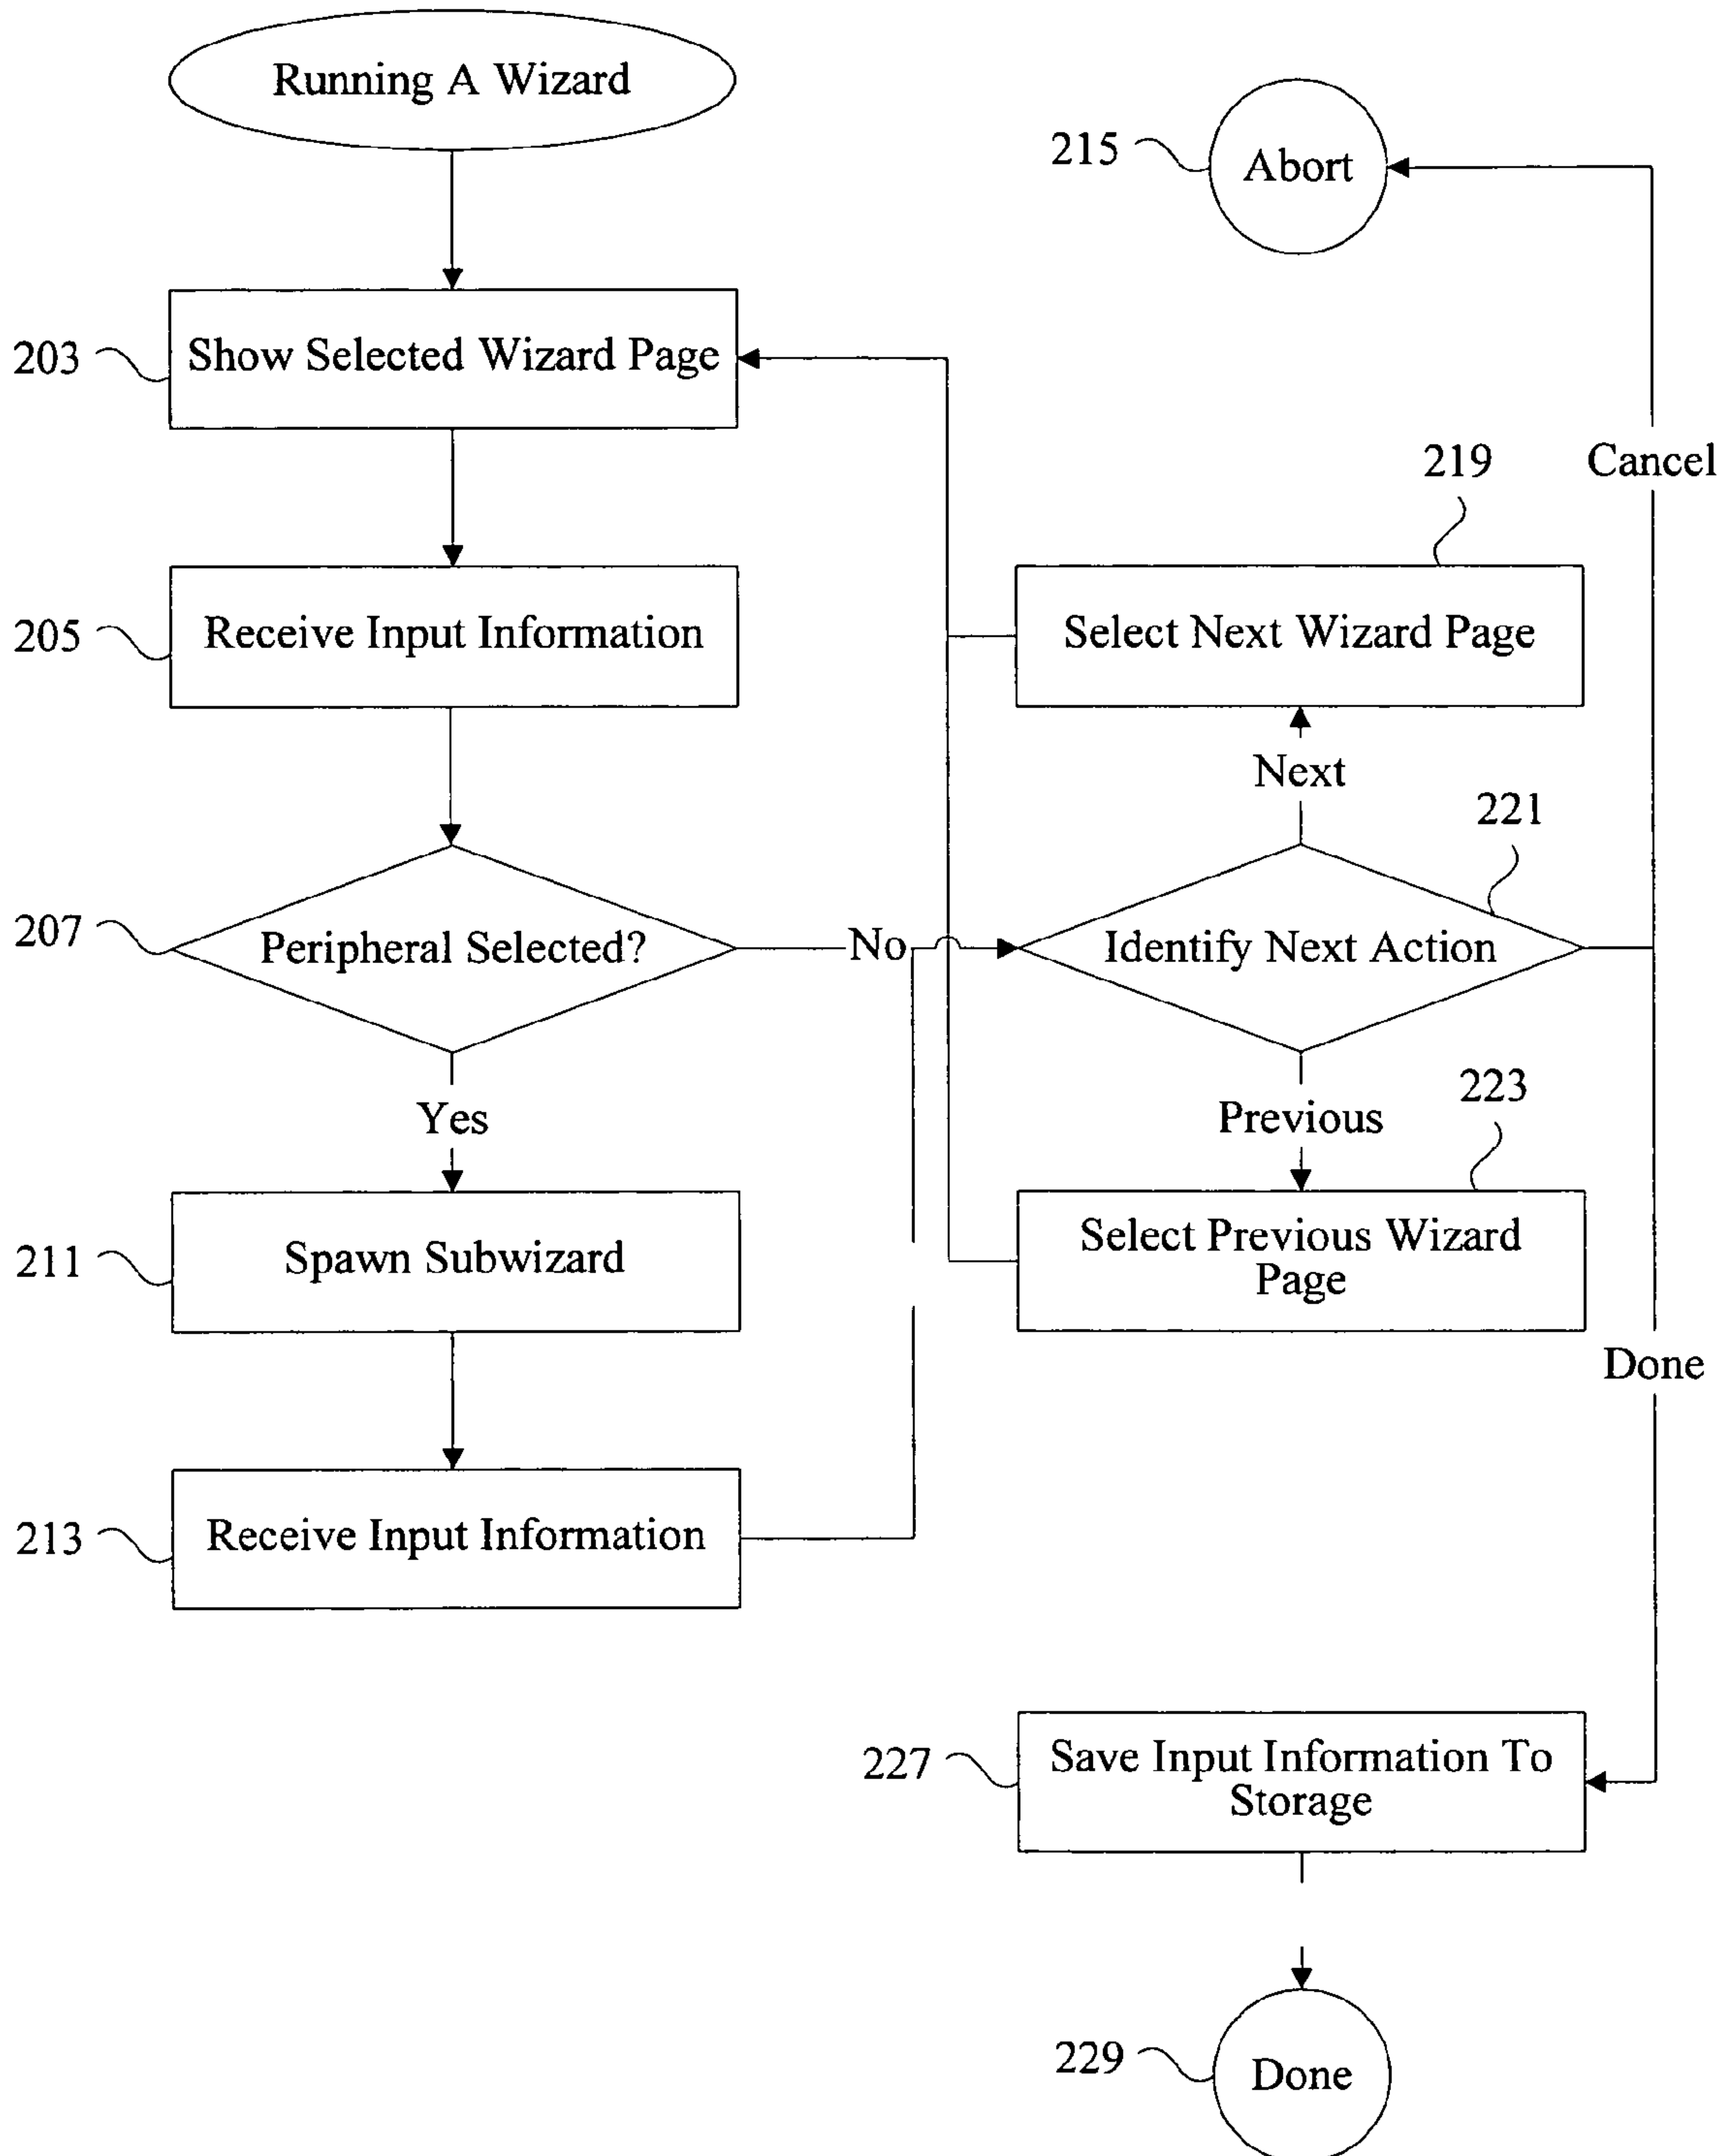 Running A Wizard
215
Abort
203
Show Selected Wizard Page
219
Cancel
205
Receive Input Information
Select Next Wizard Page
Next
221
207
Peripheral Selected?
No
Identify Next Action
Yes
Previous
223
211
Spawn Subwizard
Select Previous Wizard
Page
Done
213
Receive Input Information
227
Save Input Information To
Storage
229
Done